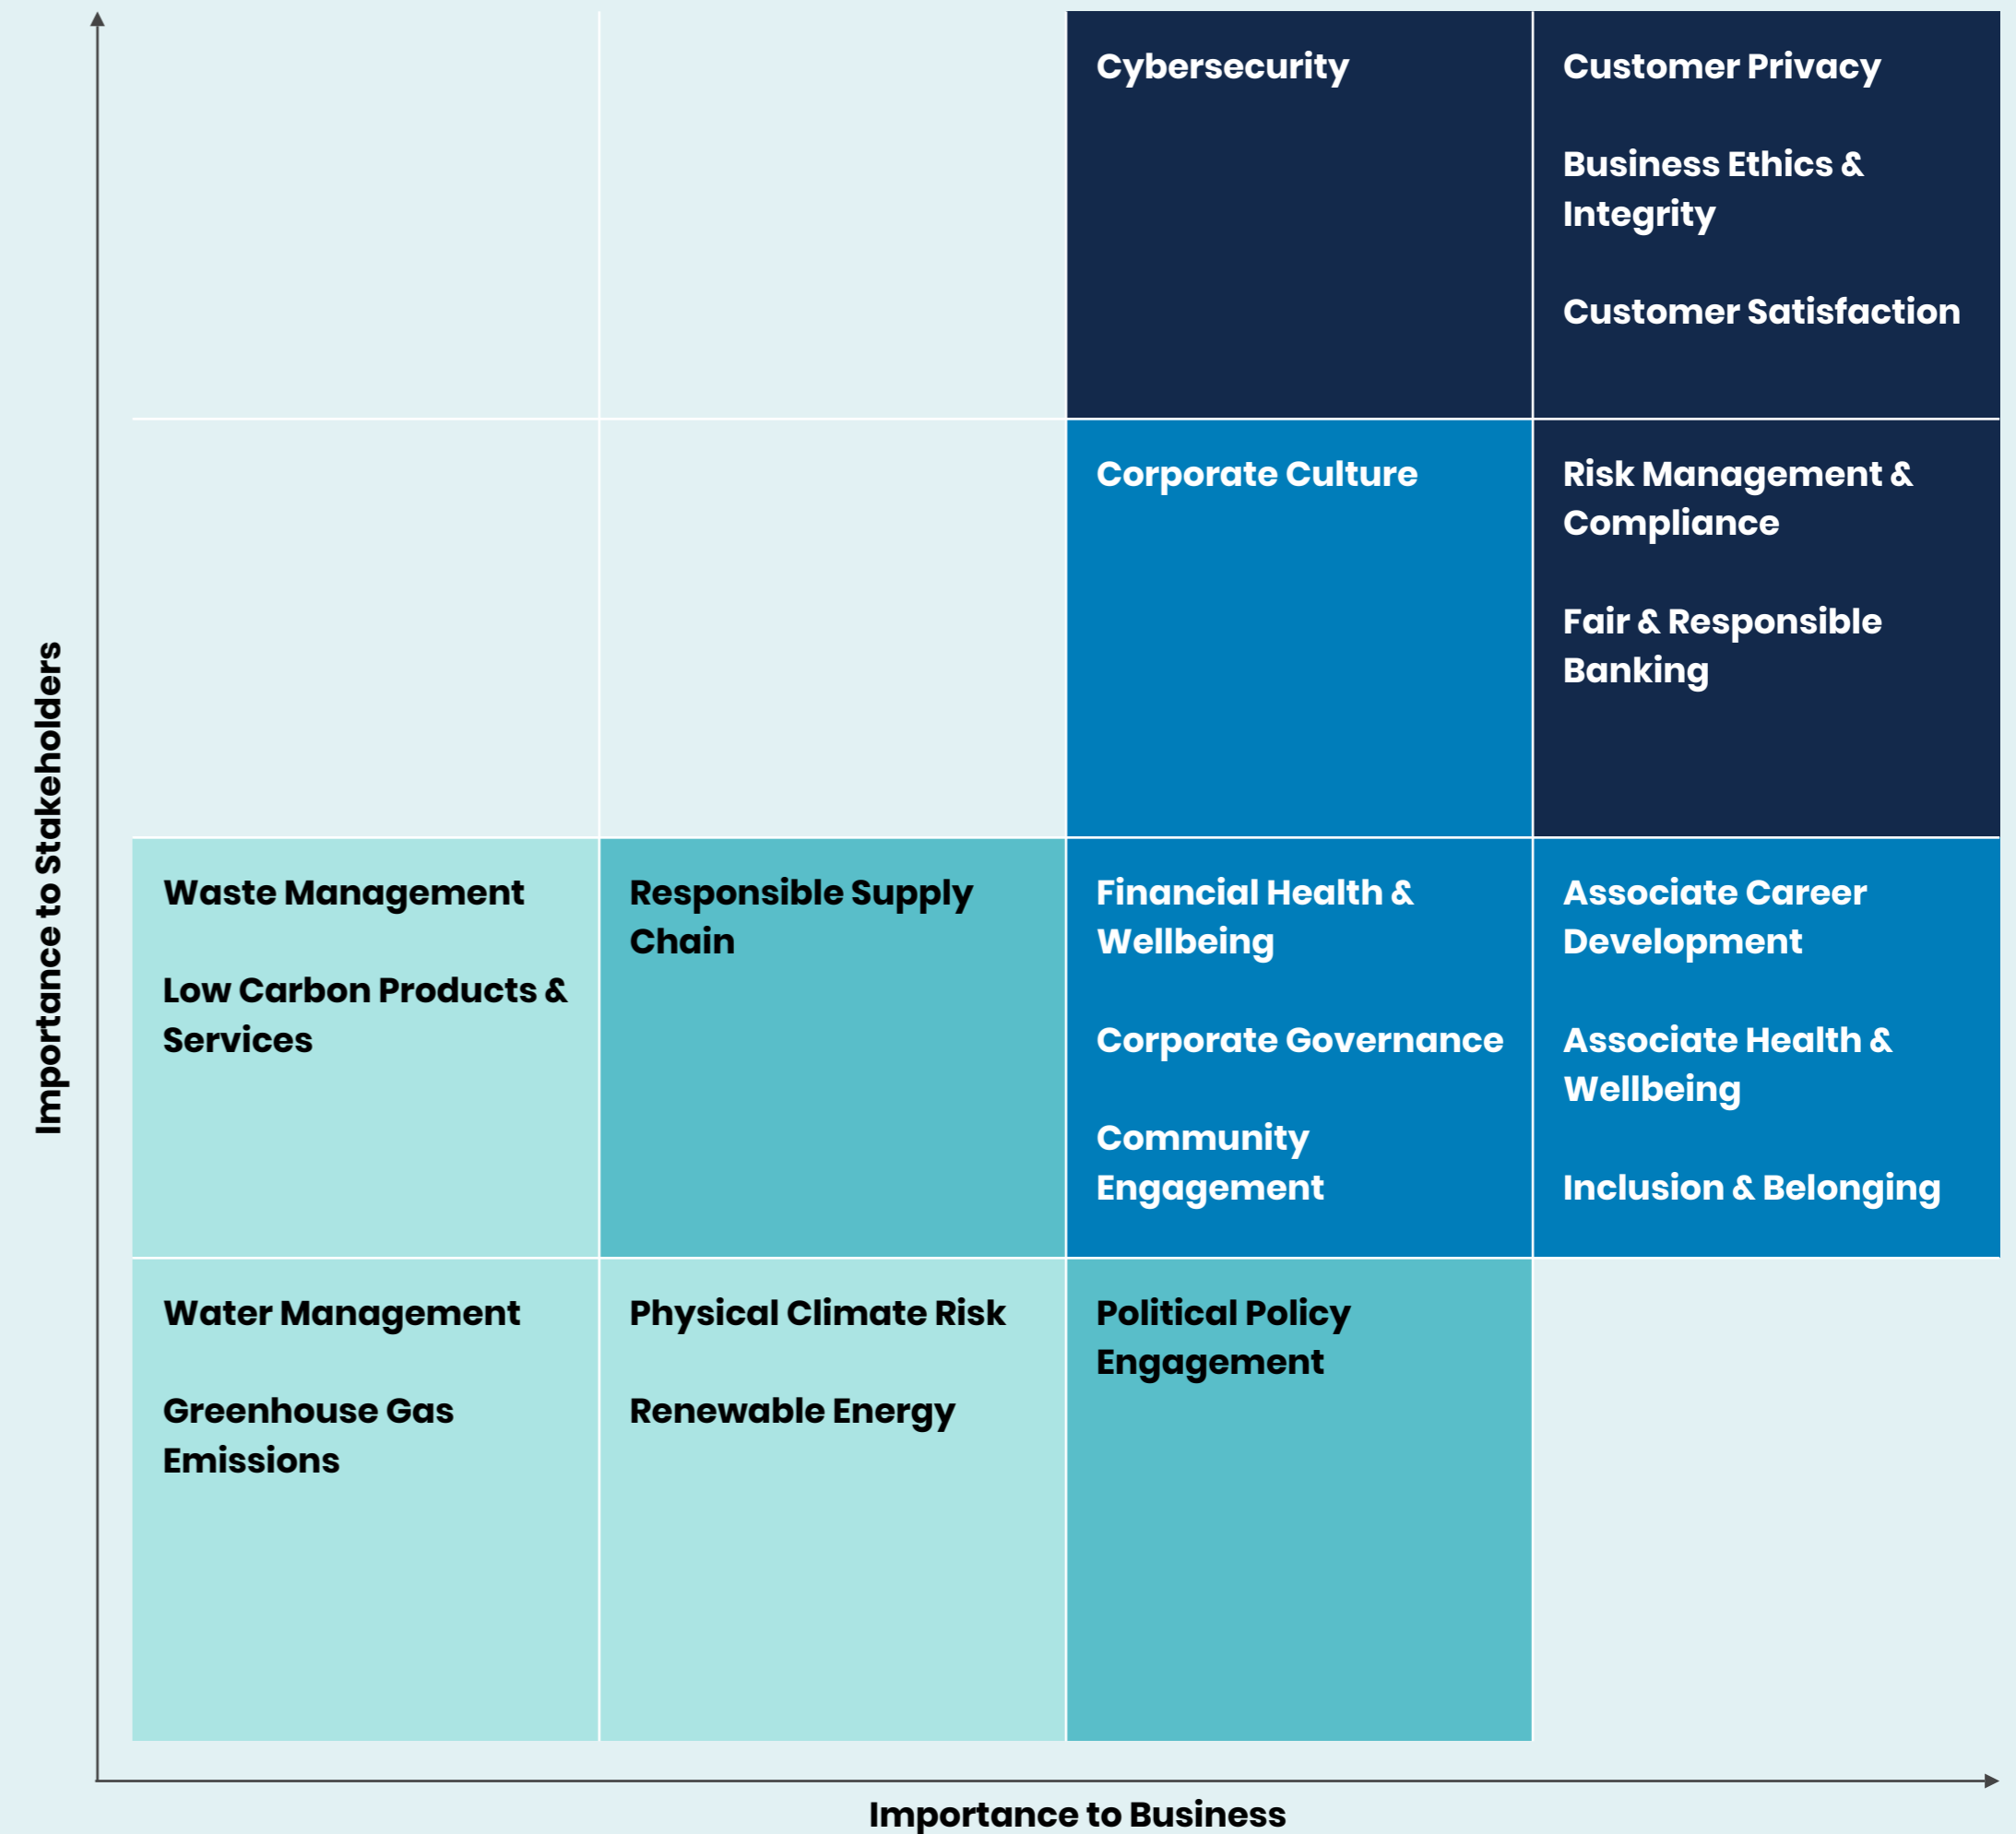 Cybersecurity
Customer Privacy
Business Ethics &
Integrity
Customer Satisfaction
Corporate Culture
Risk Management &
Compliance
Fair & Responsible
Banking
Importance to Stakeholders
Waste Management
Low Carbon Products &
Services
Responsible Supply
Chain
Financial Health &
Wellbeing
Corporate Governance
Community
Engagement
Associate Career
Development
Associate Health &
Wellbeing
Inclusion & Belonging
Water Management
Greenhouse Gas
Emissions
Physical Climate Risk
Renewable Energy
Political Policy
Engagement
Importance to Business